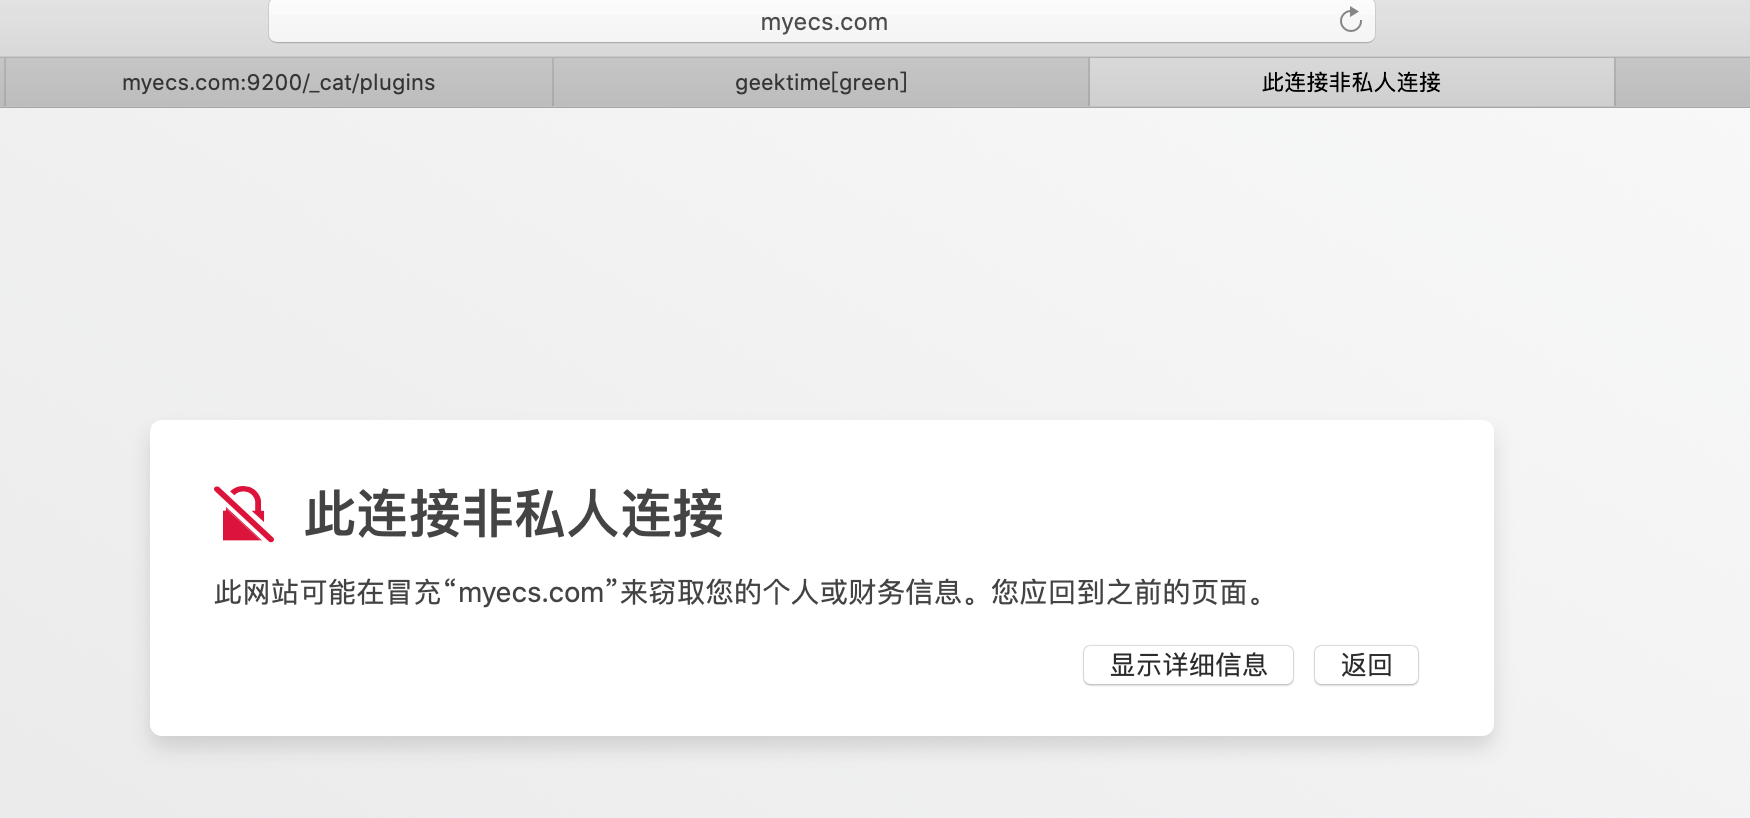 myecs.com
myecs.com:9200/_cat/plugins
geektime[green]
此连接非私人连接
此连接非私人连接
此网站可能在冒充“myecs.com”来窃取您的个人或财务信息。您应回到之前的页面。
显示详细信息
返回